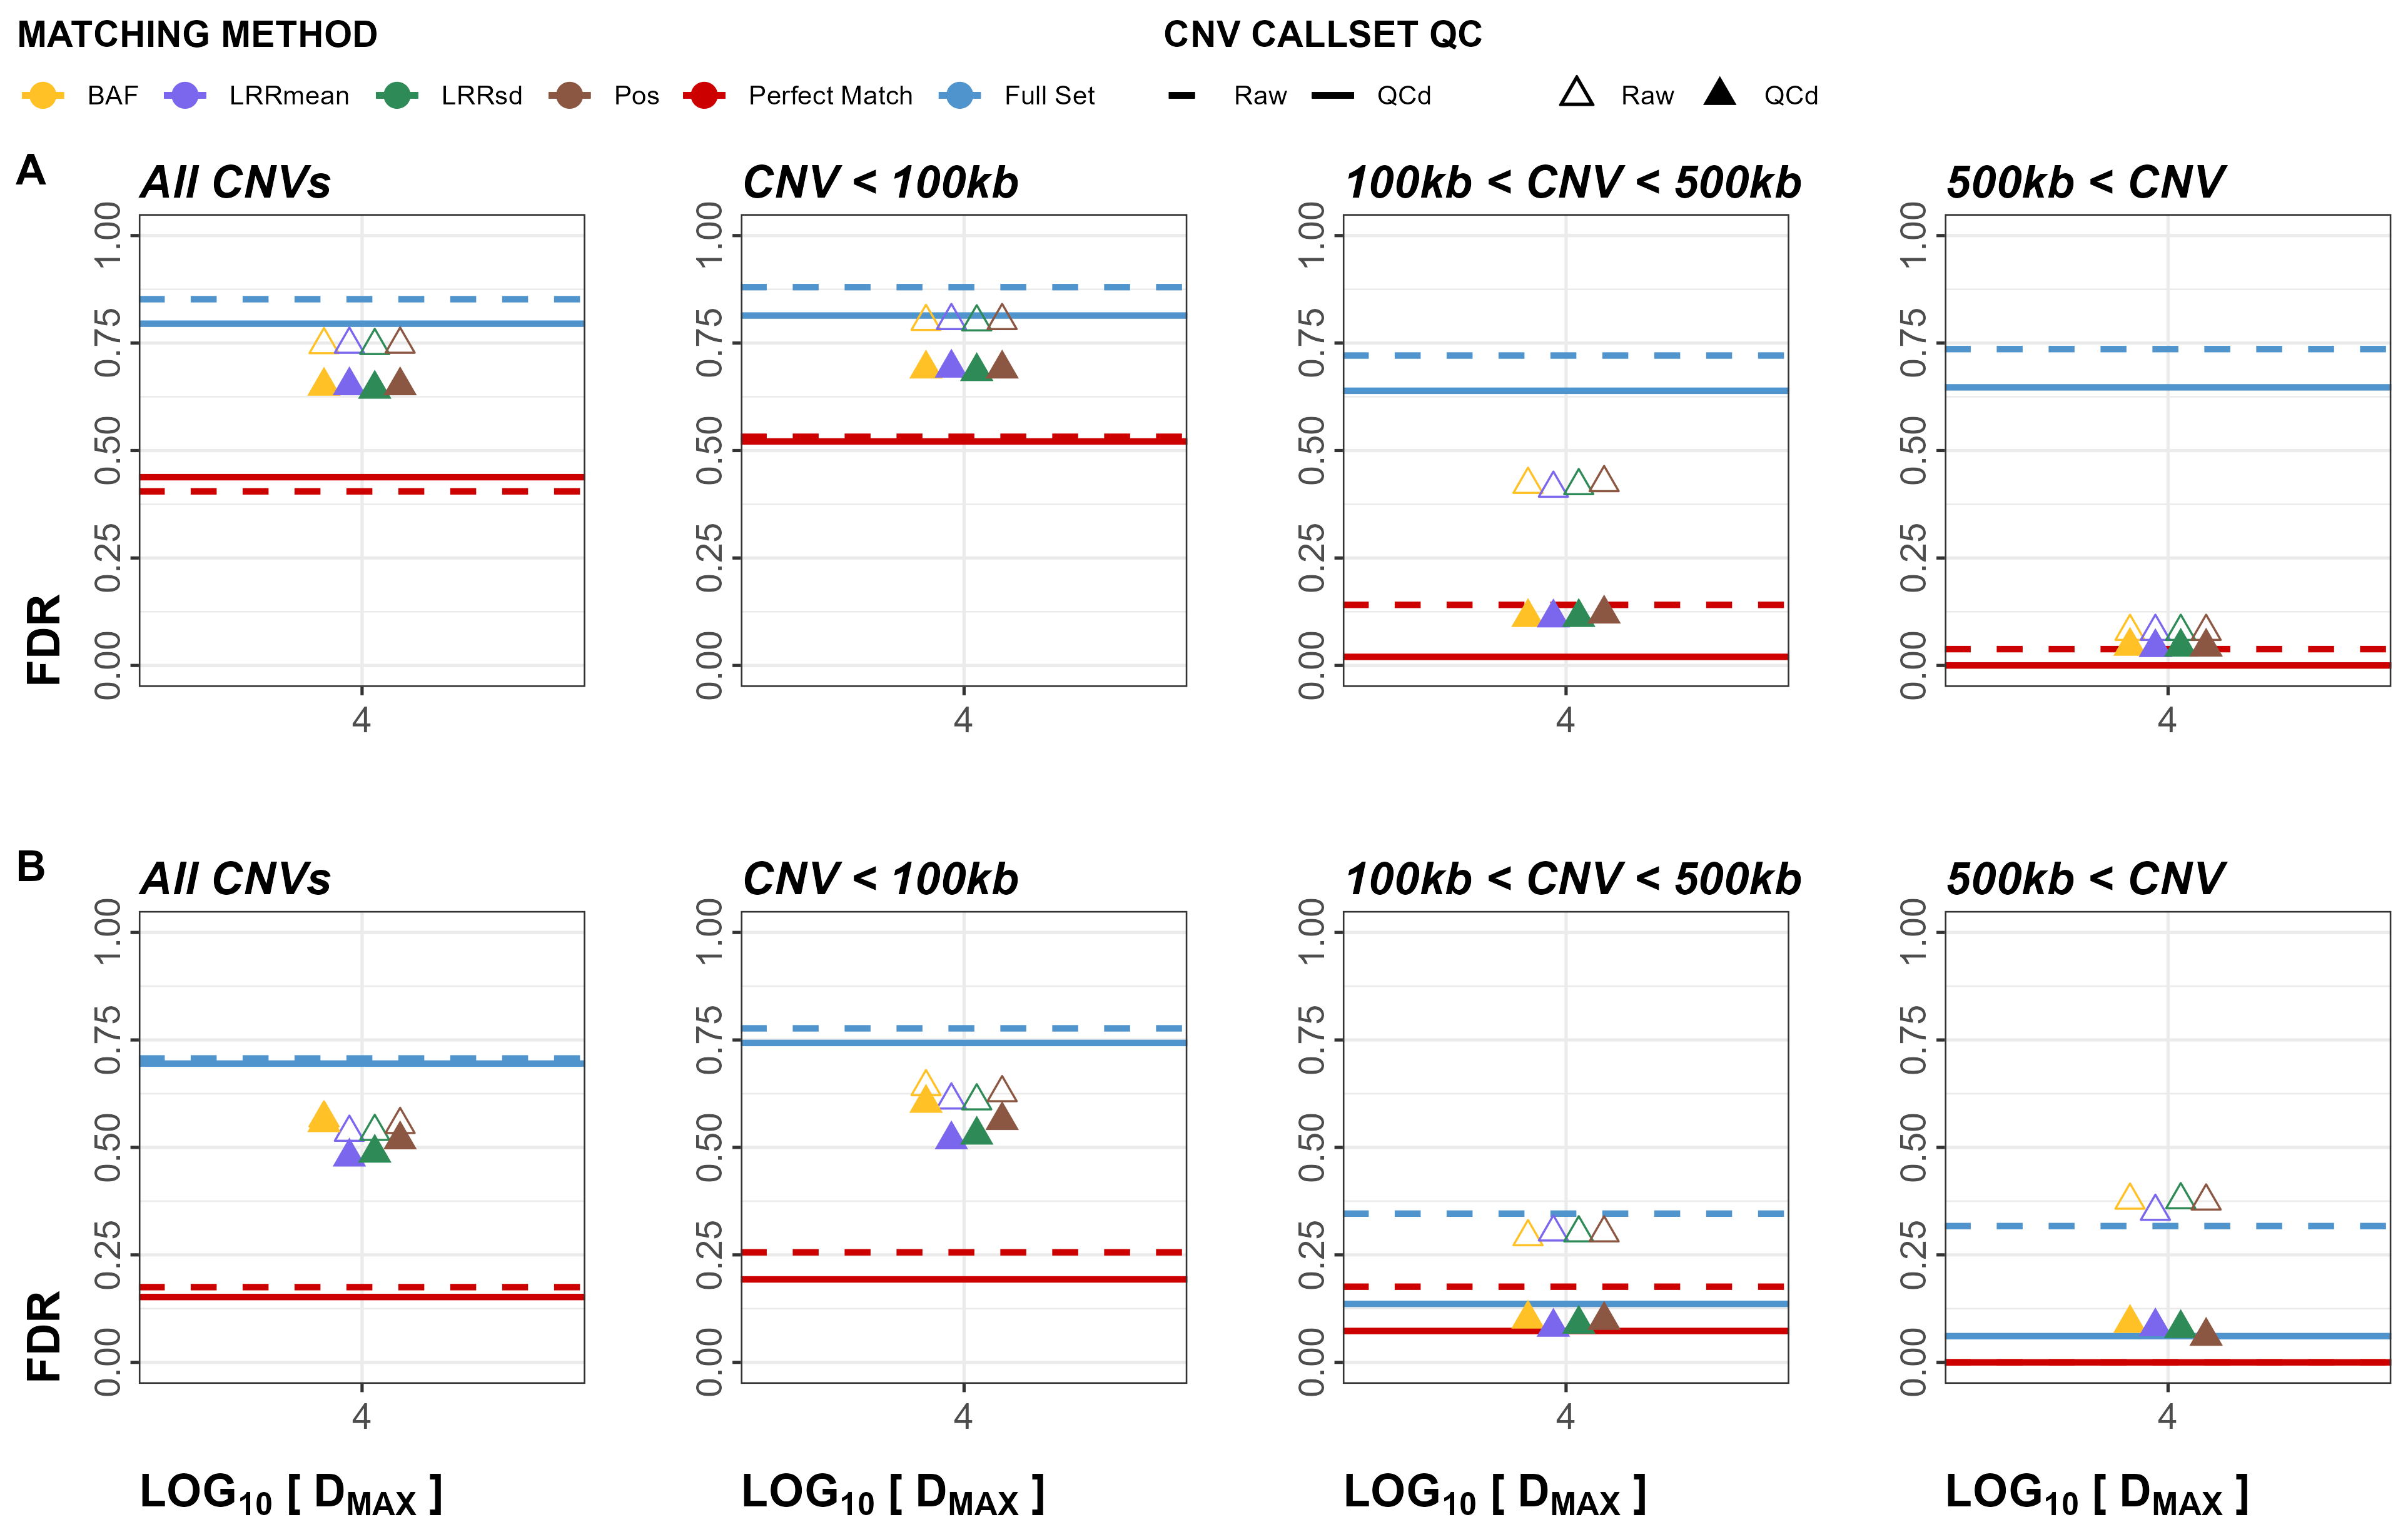 MATCHING METHOD CNV CALLSET QC
BAF LRRmean LRRsd Pos Perfect Match Full Set Raw QCd Raw QCd
A
All CNVs CNV < 100kb 100kb < CNV < 500kb 500kb < CNV
1.00 1.00 1.00 1.00
0.75 0.75 0.75 0.75
0.50 0.50 0.50 0.50
0.25 0.25 0.25 0.25
0.00 0.00 0.00 0.00
FDR
4 4 4 4
B
All CNVs CNV < 100kb 100kb < CNV < 500kb 500kb < CNV
1.00 1.00 1.00 1.00
0.75 0.75 0.75 0.75
0.50 0.50 0.50 0.50
0.25 0.25 0.25 0.25
0.00 0.00 0.00 0.00
FDR
4 4 4 4
LOG10 [ DMAX ] LOG10 [ DMAX ] LOG10 [ DMAX ] LOG10 [ DMAX ]